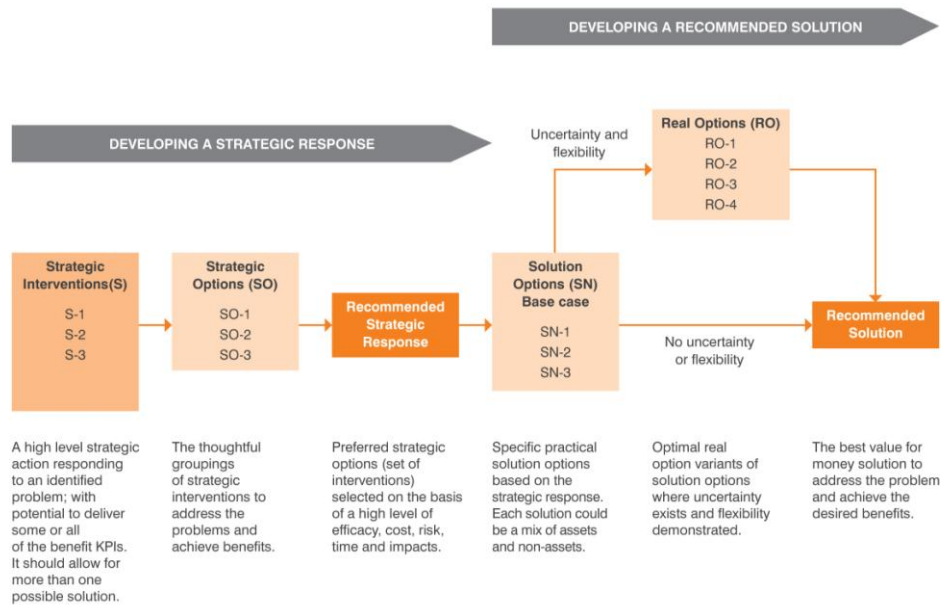 DEVELOPING A RECOMMENDED SOLUTION
DEVELOPING A STRATEGIC RESPONSE
Uncertainty and
flexibility
Real Options (RO)
RO-1
RO-2
RO-3
RO-4
Strategic
Interventions(S)
S-1
S-2
S-3
Strategic
Options (SO)
SO-1
SO-2
SO-3
Recommended
Strategic
Response
Solution
Options (SN)
Base case
SN-1
SN-2
SN-3
No uncertainty
or flexibility
Recommended
Solution
A high level strategic
action responding
to an identified
problem; with
potential to deliver
some or all
of the benefit KPIs.
It should allow for
more than one
possible solution.
The thoughtful
groupings
of strategic
interventions to
address the
problems and
achieve benefits.
Preferred strategic
options (set of
interventions)
selected on the basis
of a high level of
efficacy, cost, risk,
time and impacts.
Specific practical
solution options
based on the
strategic response.
Each solution could
be a mix of assets
and non-assets.
Optimal real
option variants of
solution options
where uncertainty
exists and flexibility
demonstrated.
The best value for
money solution to
address the problem
and achieve the
desired benefits.